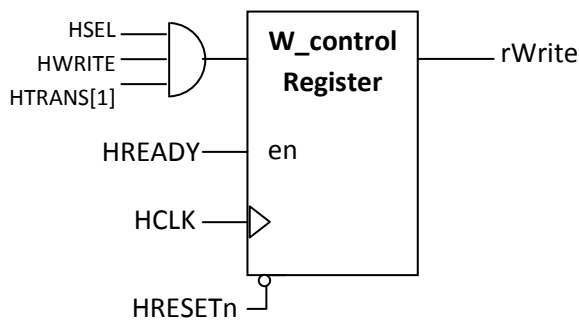 HSEL
HWRITE
HTRANS[1]
W_control
Register
rWrite
HREADY
en
HCLK
HRESETn